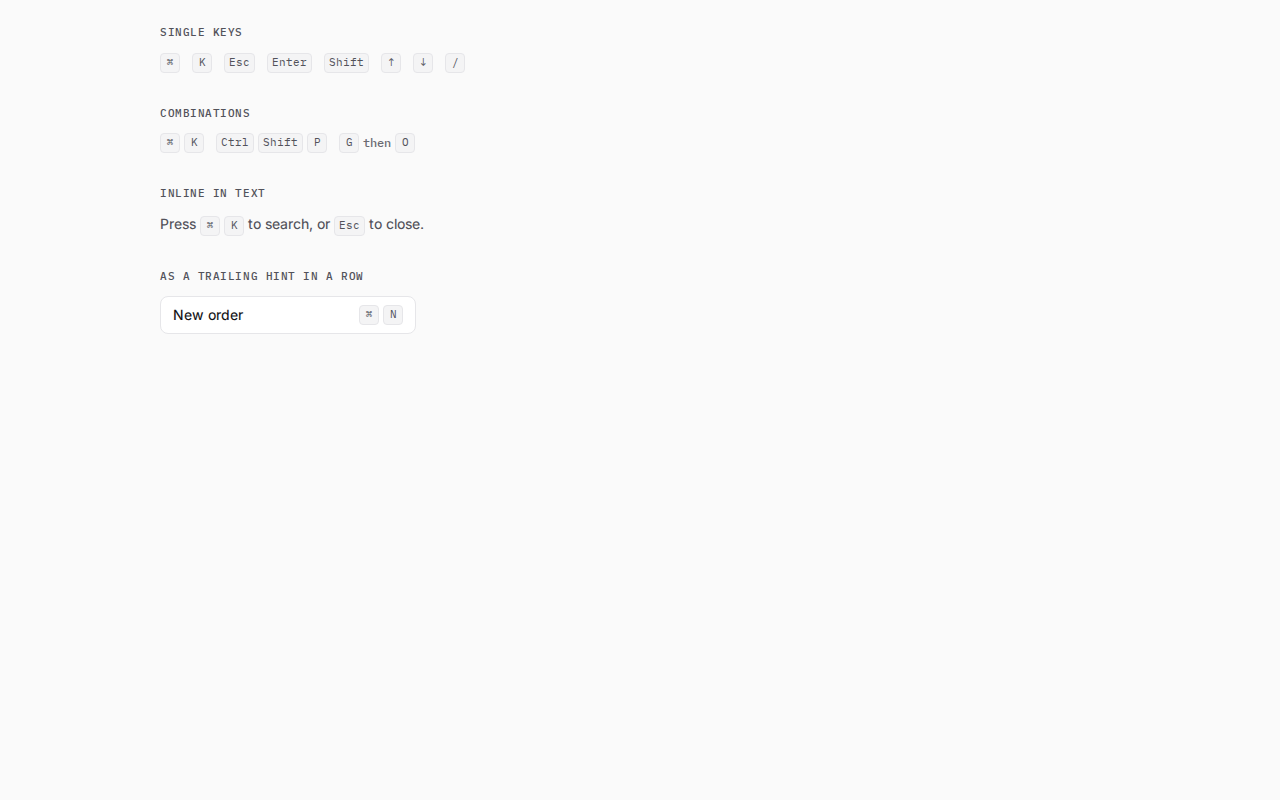 SINGLE KEYS
⌘ K Esc Enter Shift ↑ ↓ /
COMBINATIONS
⌘ K Ctrl Shift P G then O
INLINE IN TEXT
Press ⌘ K to search, or Esc to close.
AS A TRAILING HINT IN A ROW
New order ⌘ N